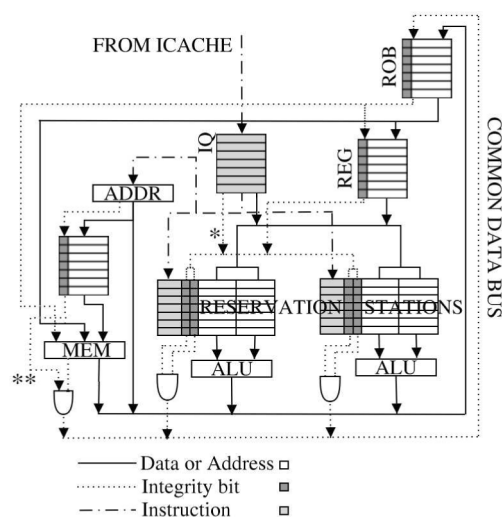 FROM ICACHE
ROB
IQ
REG
COMMON DATA BUS
ADDR
*
RESERVATION STATIONS
MEM
ALU
ALU
**
Data or Address
Integrity bit
Instruction